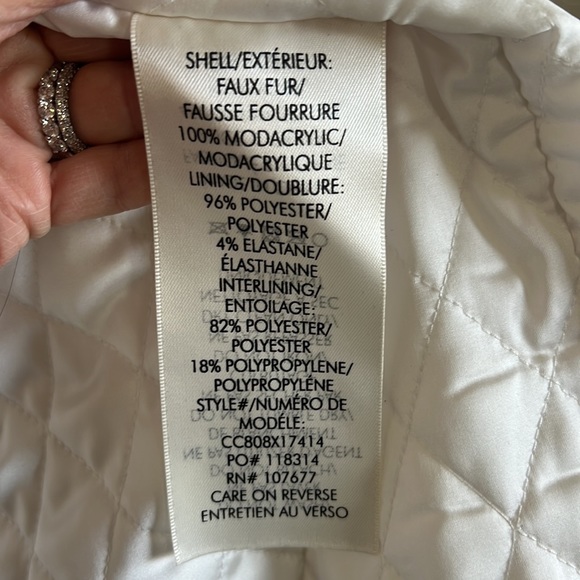 SHELL/EXTÉRIEUR:
FAUX FUR/
FAUSSE FOURRURE
100% MODACRYLIC/
MODACRYLIQUE
LINING/DOUBLURE:
96% POLYESTER/
POLYESTER
4% ELASTANE/
ÉLASTHANNE
INTERLINING/
ENTOILAGE:
82% POLYESTER/
POLYESTER
18% POLYPROPYLENE/
POLYPROPYLÉNE
STYLE#/NUMÉRO DE
MODÈLE:
CC808X17414
PO# 118314
RN# 107677
CARE ON REVERSE
ENTRETIEN AU VERSO